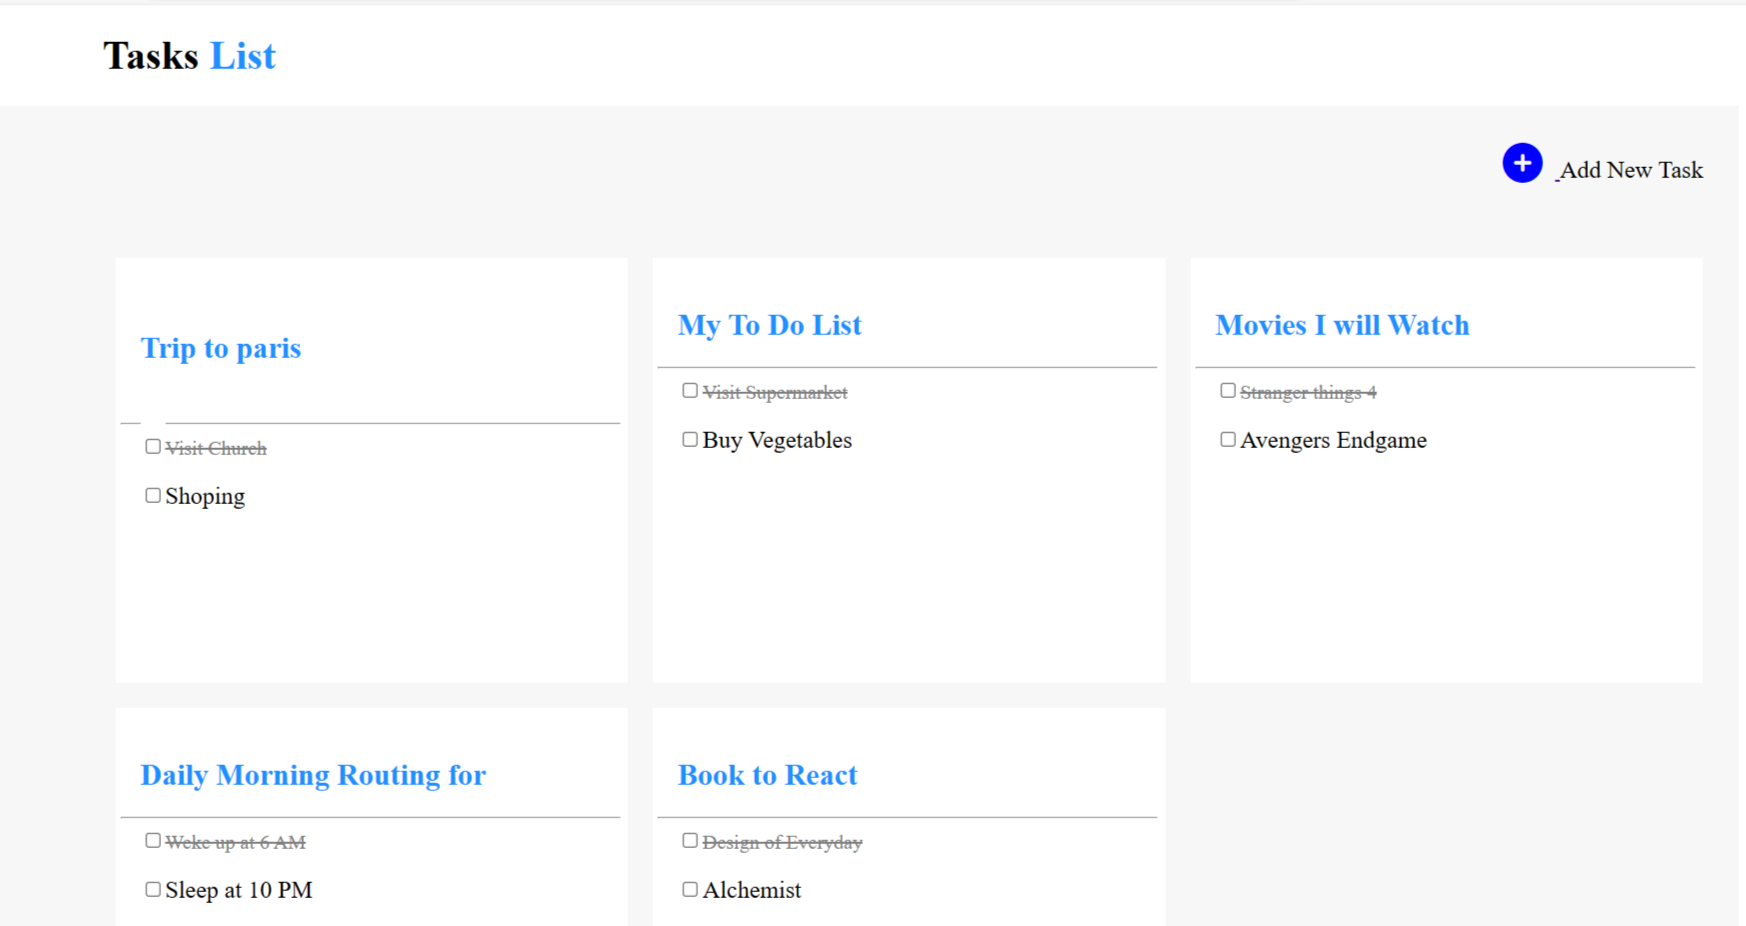 Tasks List
Add New Task
Trip to paris
Visit Church
Shoping
My To Do List
Visit Supermarket
Buy Vegetables
Movies I will Watch
Stranger things 4
Avengers Endgame
Daily Morning Routing for
Weke up at 6 AM
Sleep at 10 PM
Book to React
Design of Everyday
Alchemist